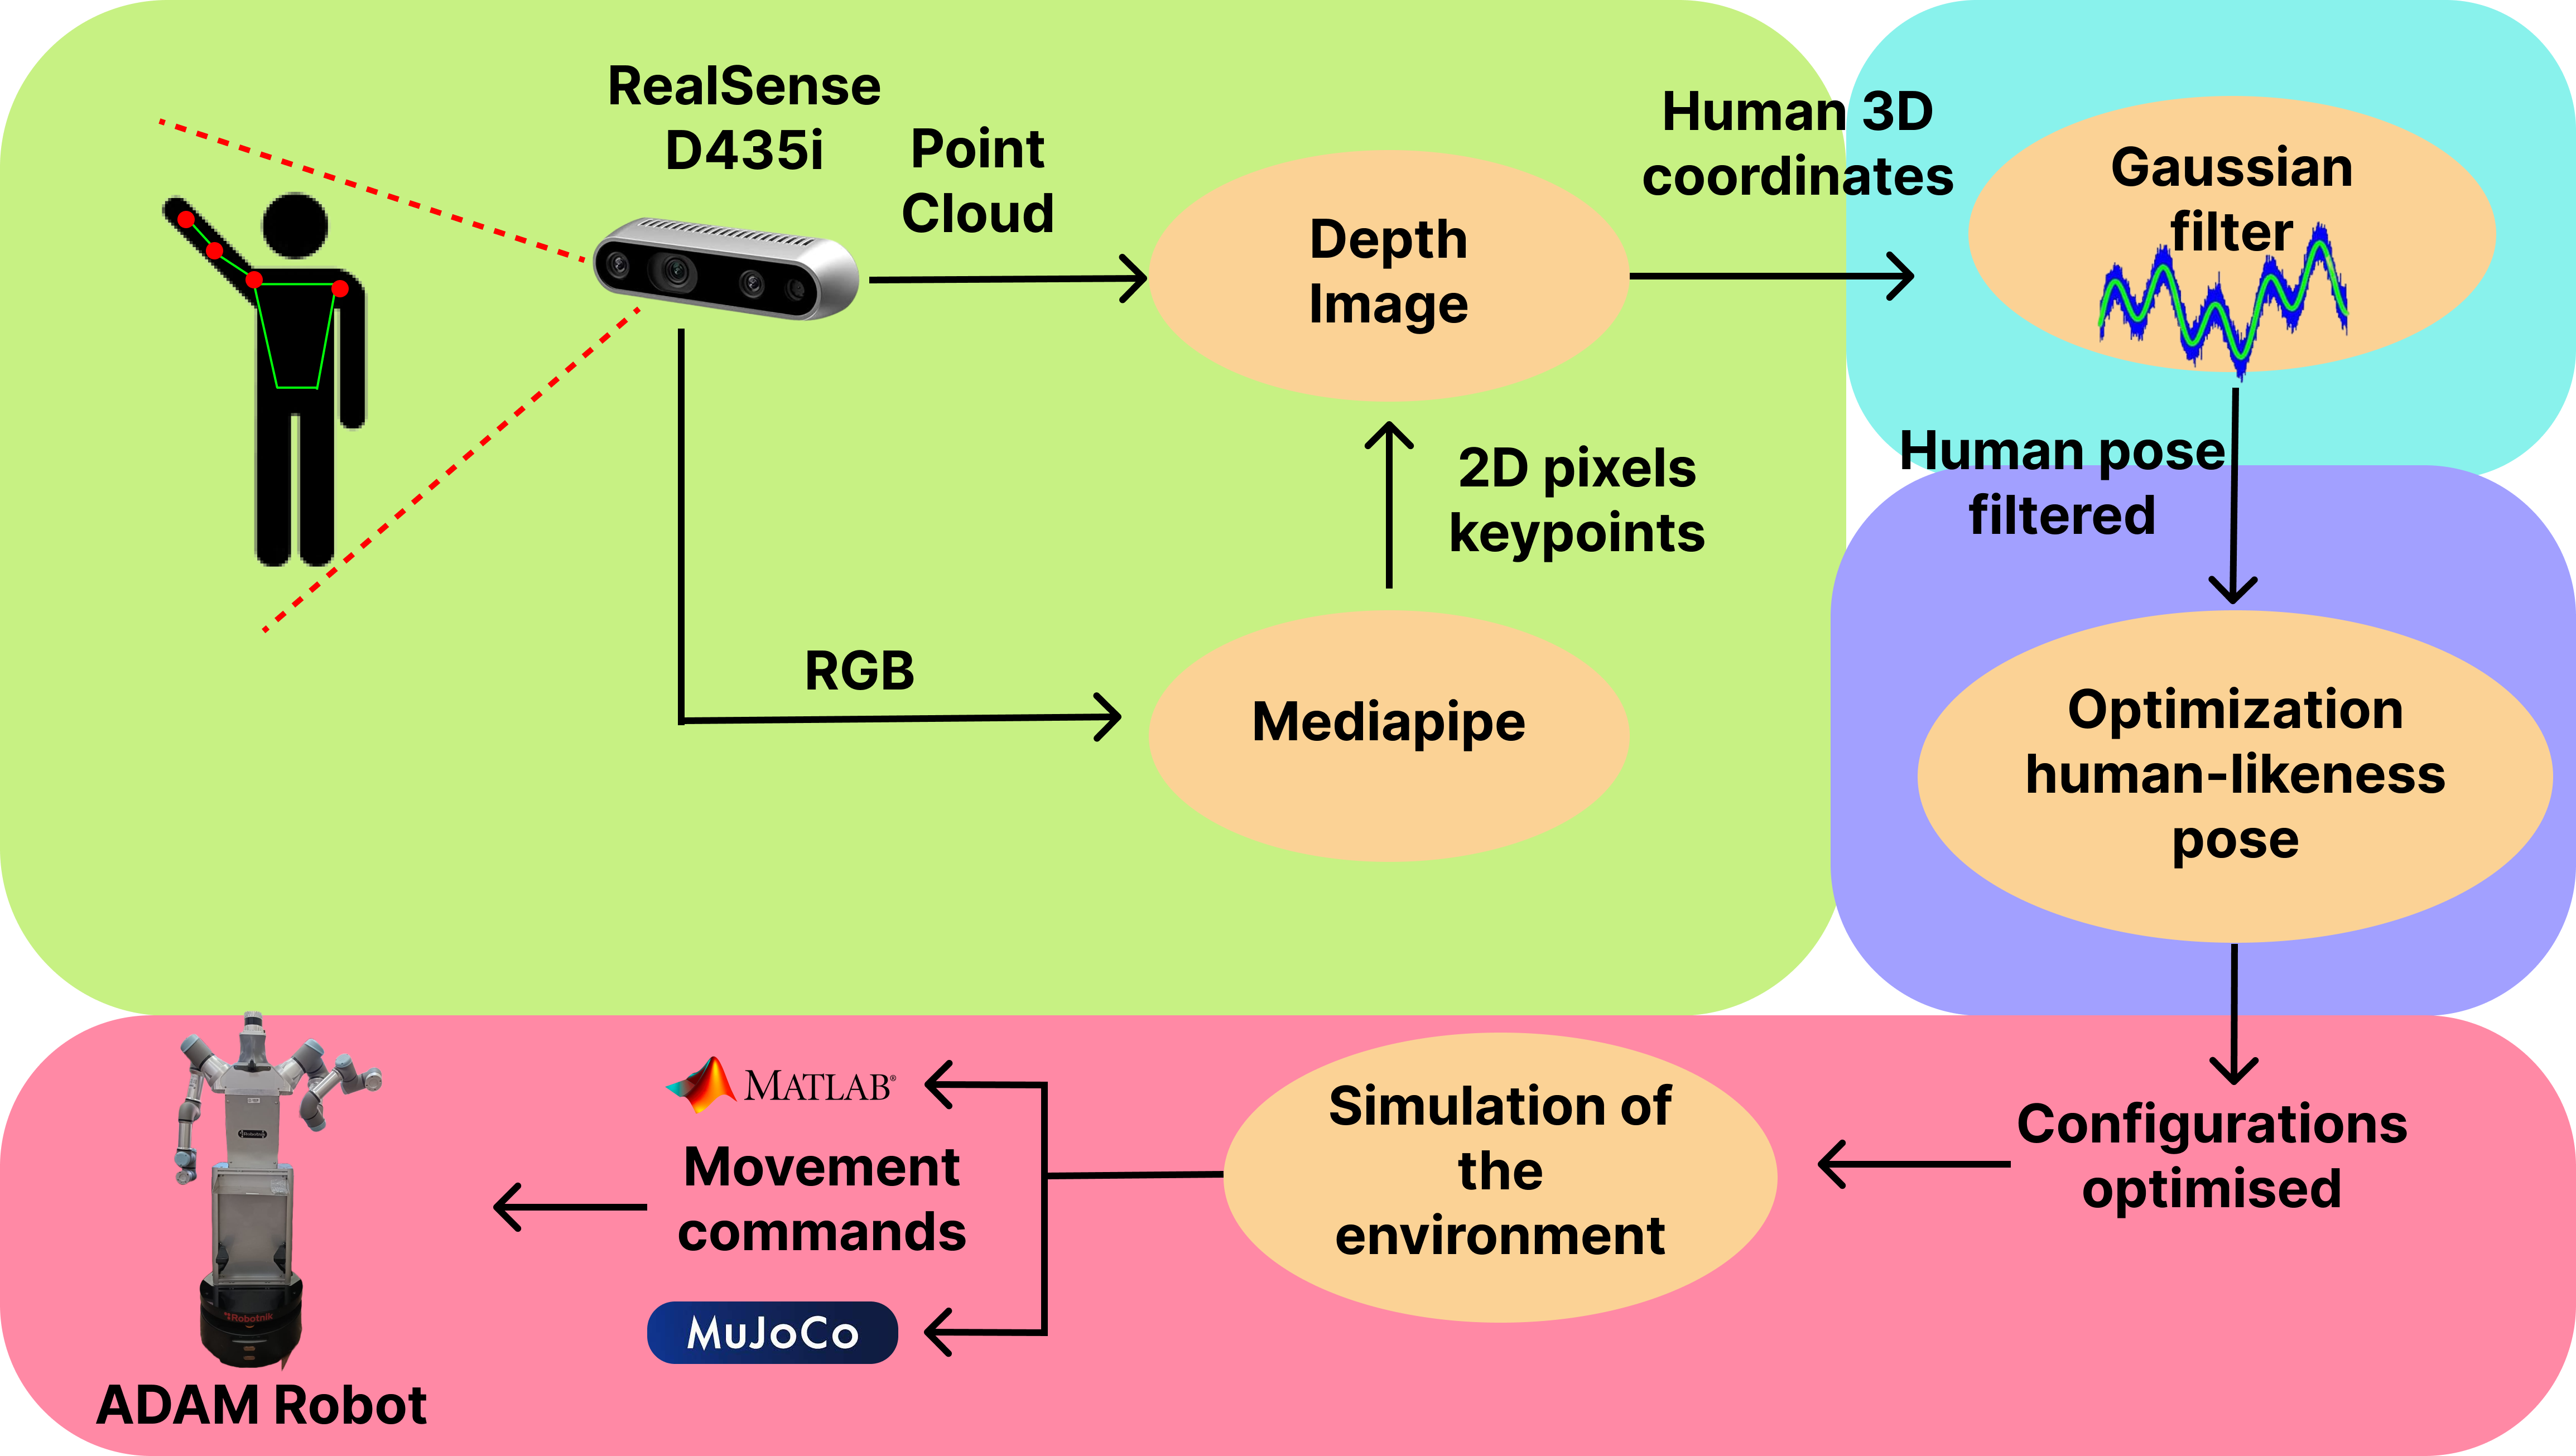 RealSense
D435i
Point
Cloud
Human 3D
coordinates
Gaussian
filter
Depth
Image
2D pixels
keypoints
Human pose
filtered
RGB
Mediapipe
Optimization
human-likeness
pose
Configurations
optimised
Simulation of
the
environment
MATLAB®
Movement
commands
MuJoCo
Robotnik
ADAM Robot